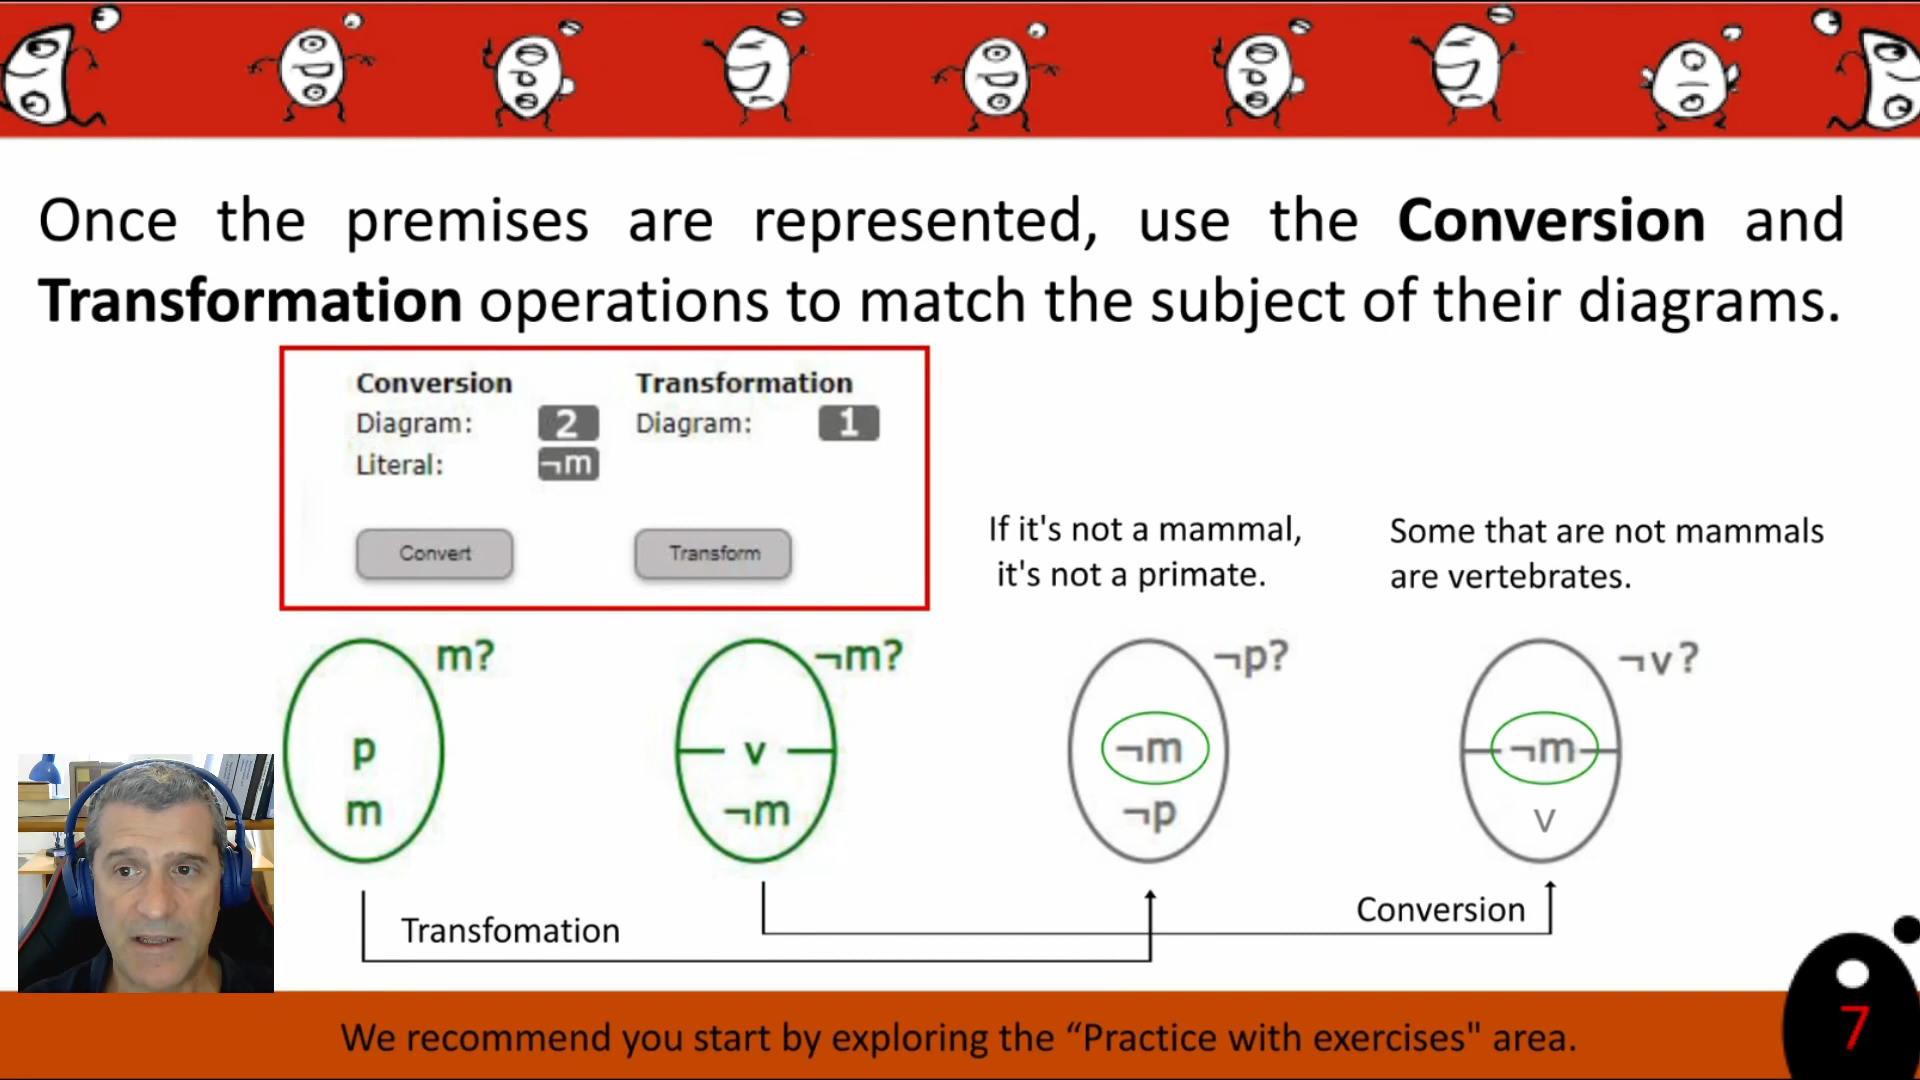 Once the premises are represented, use the Conversion and
Transformation operations to match the subject of their diagrams.
Conversion
Diagram: 2
Literal: ¬m
Convert
Transformation
Diagram: 1
Transform
If it's not a mammal,
it's not a primate.
Some that are not mammals
are vertebrates.
m?
p
m
¬m?
v
¬m
¬p?
¬m
¬p
¬v?
¬m
v
Transfomation
Conversion
We recommend you start by exploring the “Practice with exercises" area.
7